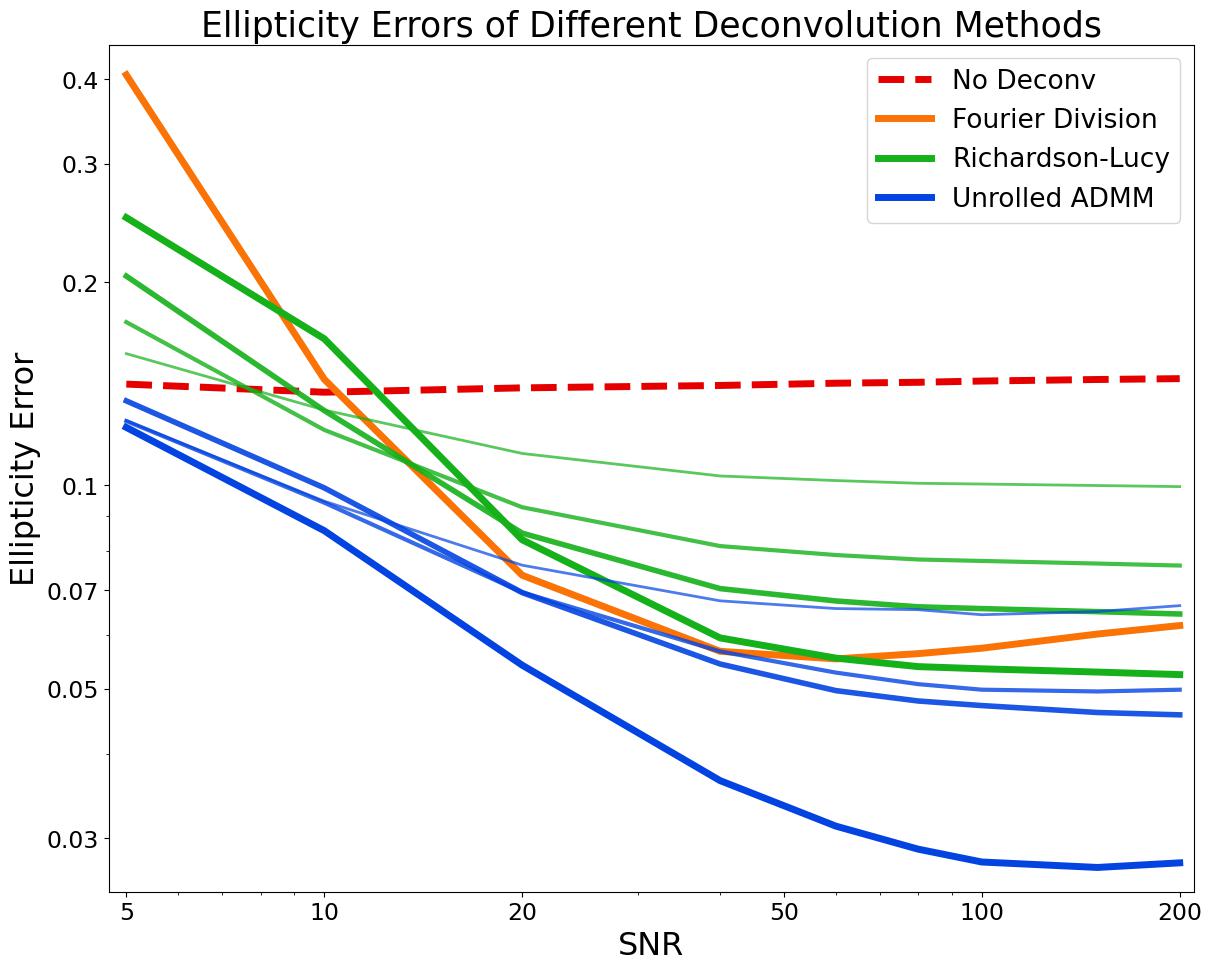 Ellipticity Errors of Different Deconvolution Methods
No Deconv
Fourier Division
Richardson-Lucy
Unrolled ADMM
Ellipticity Error
0.4
0.3
0.2
0.1
0.07
0.05
0.03
5 10 20 50 100 200
SNR